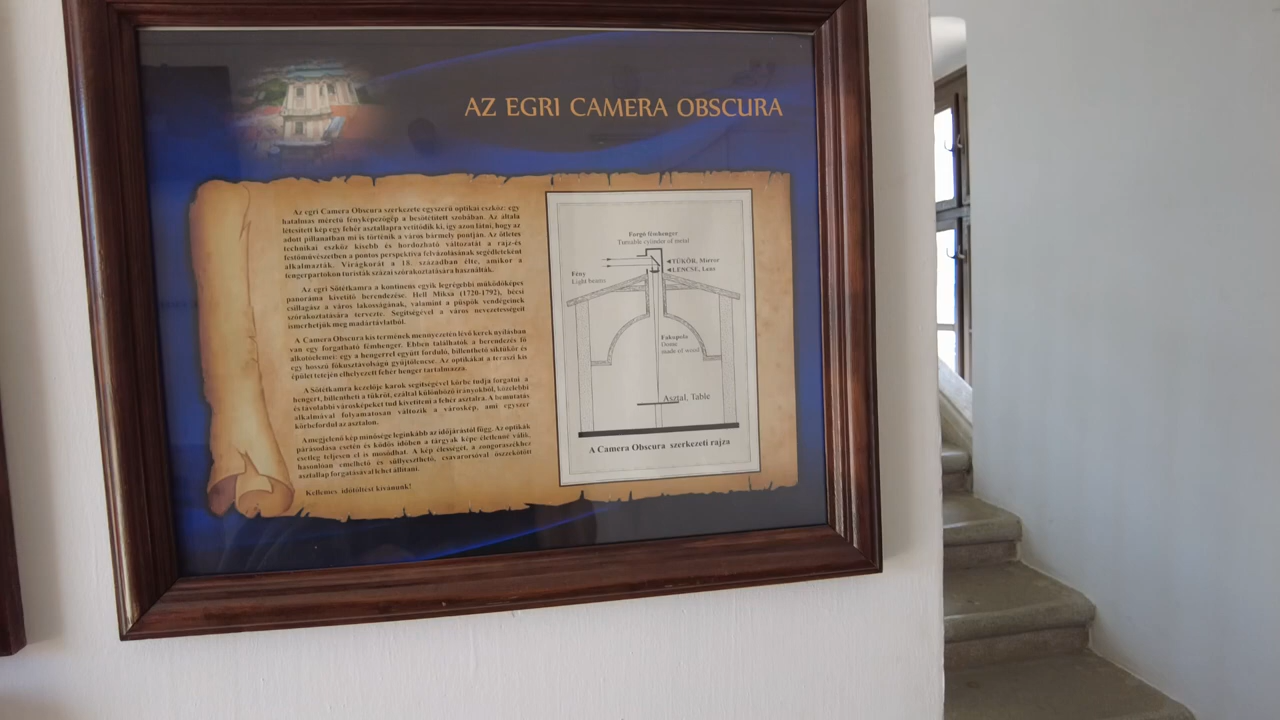 AZ EGRI CAMERA OBSCURA
Az egri Camera Obscura szerkezete egyszerű optikai eszköz: egy
hatalmas méretű fényképezőgép a besötétített szobában. Az általa
létesített kép egy fehér asztallapra vetítődik ki, így azon látni, hogy az
adott pillanatban mi is történik a város bármely pontján. Az ötletes
technikai eszköz kisebb és hordozható változatát a rajz-és
festőművészetben a pontos perspektíva felvázolásának segédleteként
alkalmazták. Virágkorát a 18. században élte, amikor a
tengerpartokon turisták százai szórakoztatására használták.
Az egri Sötétkamra a kontinens egyik legrégebbi működőképes
panoráma kivetítő berendezése. Hell Miksa (1720-1792), bécsi
csillagász a város lakosságának, valamint a püspök vendégeinek
szórakoztatására tervezte. Segítségével a város nevezetességeit
ismerhetjük meg madártávlatból.
A Camera Obscura kis termének mennyezetén lévő kerek nyílásban
van egy forgatható fémhenger. Ebben találhatók a berendezés fő
alkotóelemei: egy a hengerrel együtt forduló, billenthető síktükör és
egy hosszú fókusztávolságú gyűjtőlencse. Az optikákat a teraszi kis
épület tetején elhelyezett fehér henger tartalmazza.
A Sötétkamra kezelője karok segítségével körbe tudja forgatni a
hengert, billentheti a tükröt, ezáltal különböző irányokból, közelebbi
és távolabbi városképeket tud kivetíteni a fehér asztalra. A bemutatás
alkalmával folyamatosan változik a városkép, ami egyszer
körbefordul az asztalon.
A megjelenő kép minősége leginkább az időjárástól függ. Az optikák
párásodása esetén és ködös időben a tárgyak képe életlenné válik,
esetleg teljesen el is mosódhat. A kép élességét, a zongoraszékhez
hasonlóan emelhető és süllyeszthető, csavarorsóval összekötött
asztallap forgatásával lehet állítani.
Kellemes időtöltést kívánunk!
Forgó fémhenger
Turnable cylinder of metal
TÜKÖR, Mirror
LENCSE, Lens
Fény
Light beams
Fakupola
Dome
made of wood
Asztal, Table
A Camera Obscura szerkezeti rajza